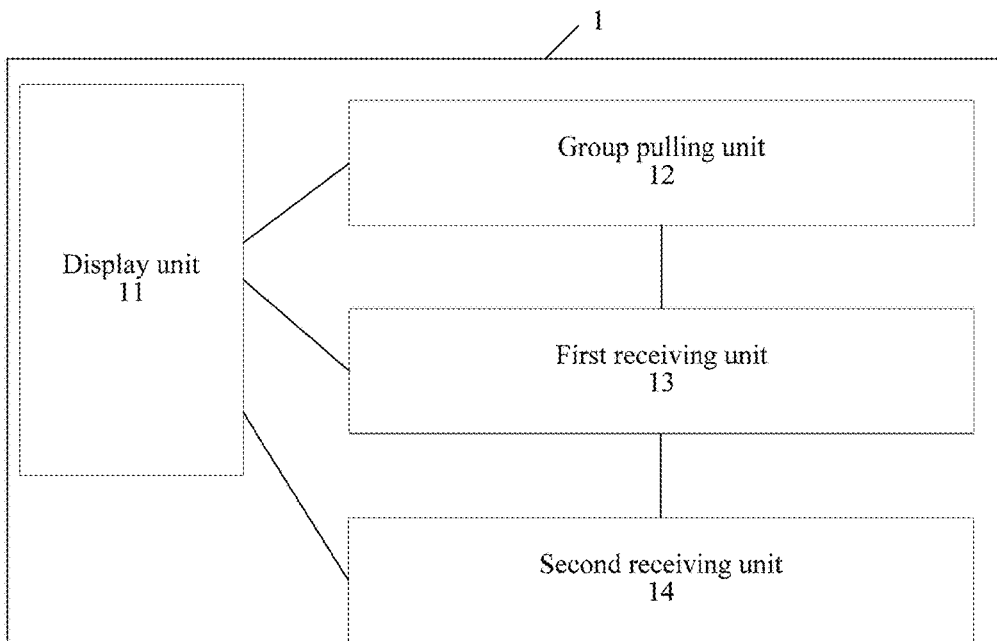 1
Group pulling unit
12
Display unit
11
First receiving unit
13
Second receiving unit
14